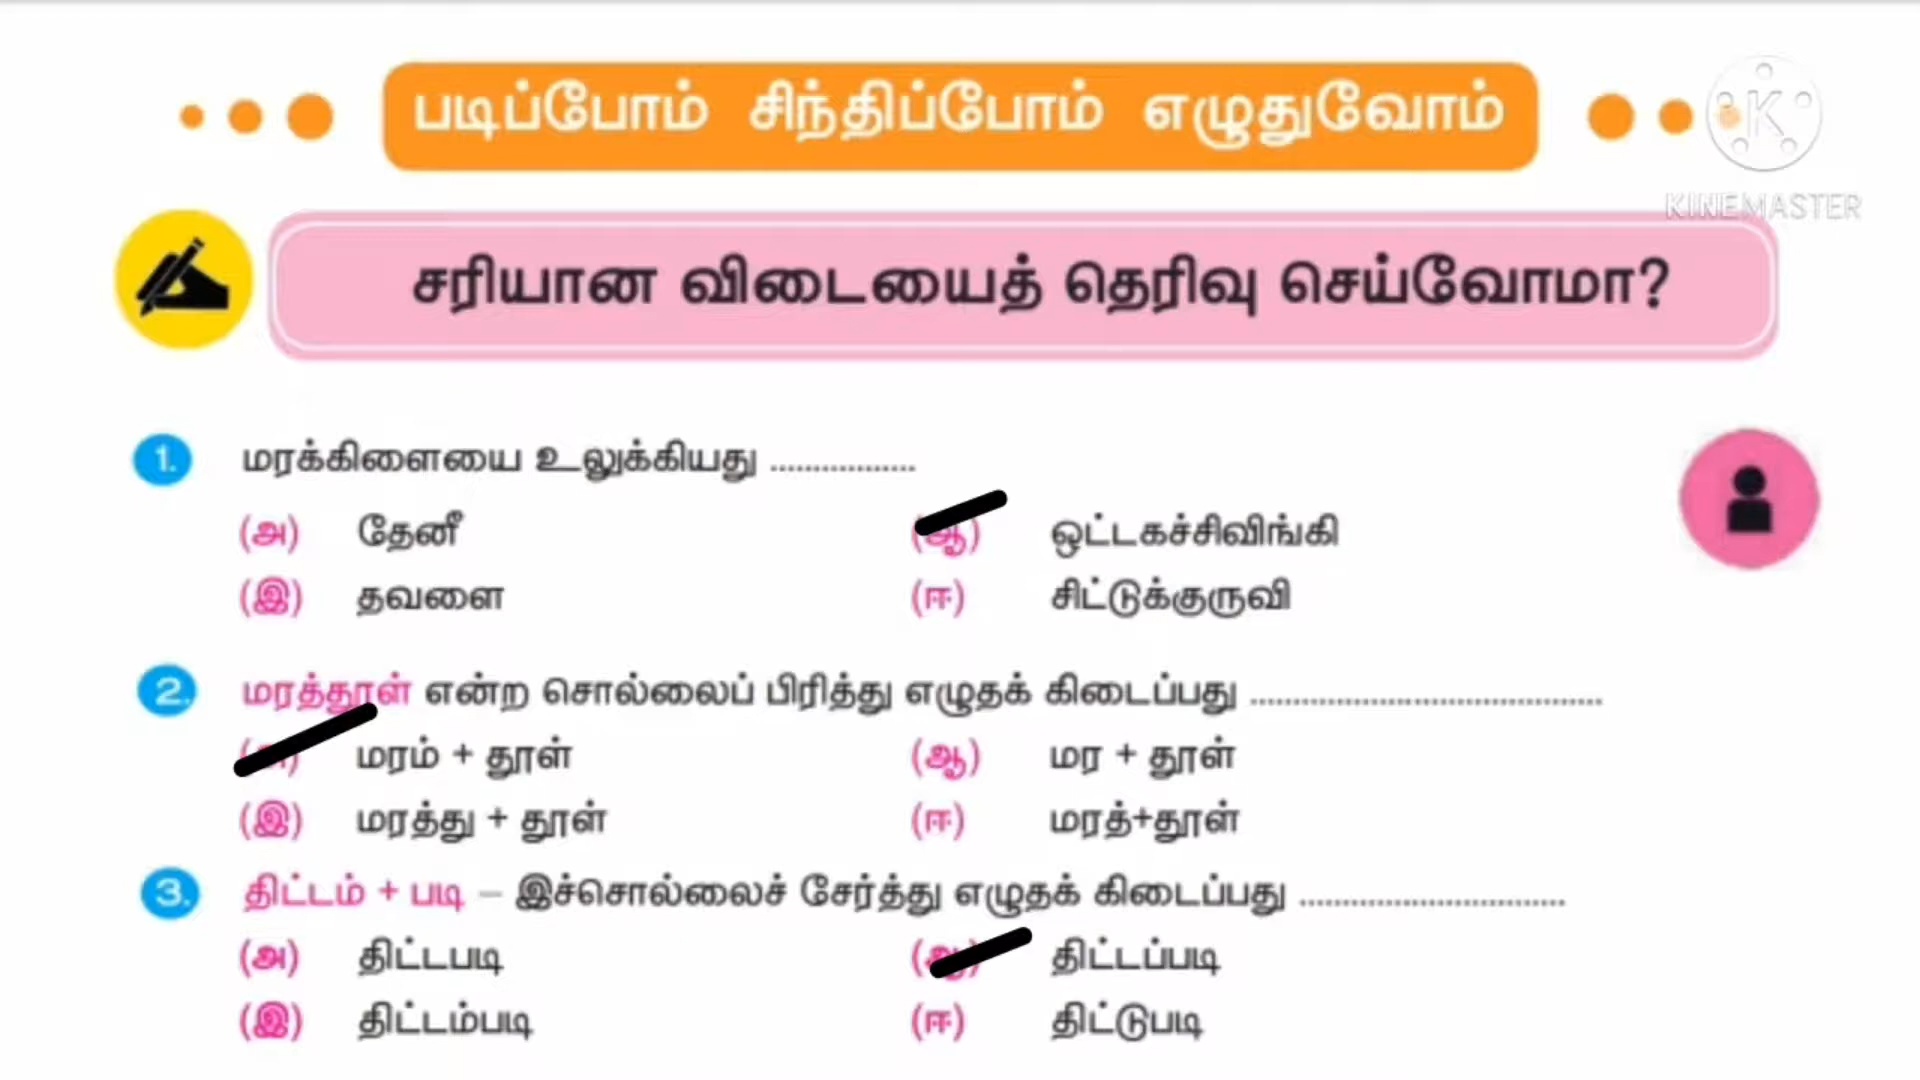 படிப்போம் சிந்திப்போம் எழுதுவோம்
K
KINEMASTER
சரியான விடையைத் தெரிவு செய்வோமா?
1. மரக்கிளையை உலுக்கியது .................
(அ) தேனீ (ஆ) ஒட்டகச்சிவிங்கி
(இ) தவளை (ஈ) சிட்டுக்குருவி
2. மரத்தூள் என்ற சொல்லைப் பிரித்து எழுதக் கிடைப்பது ..........................................
மரம் + தூள் (ஆ) மர + தூள்
(இ) மரத்து + தூள் (ஈ) மரத்+தூள்
3. திட்டம் + படி – இச்சொல்லைச் சேர்த்து எழுதக் கிடைப்பது ................................
(அ) திட்டபடி (ஆ) திட்டப்படி
(இ) திட்டம்படி (ஈ) திட்டுபடி